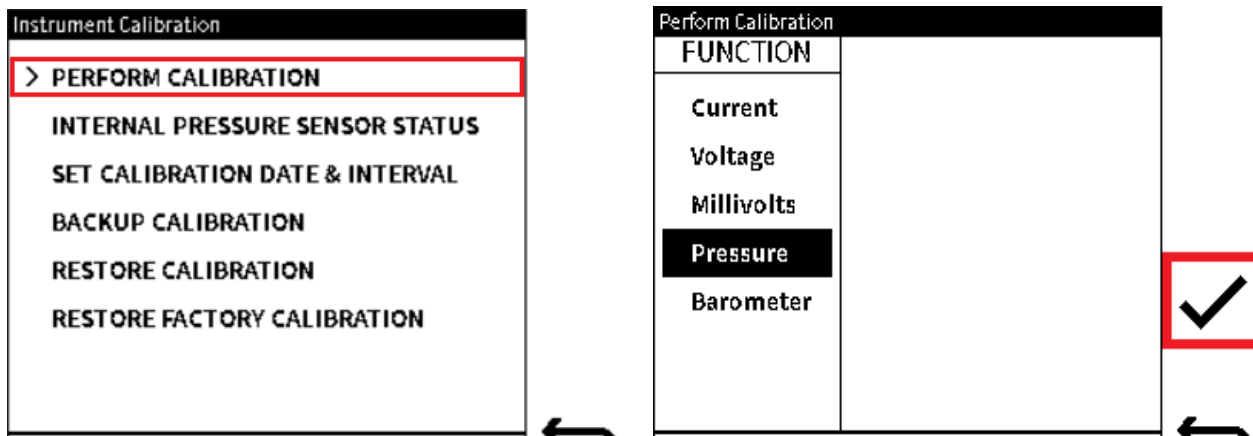 Instrument Calibration
> PERFORM CALIBRATION
INTERNAL PRESSURE SENSOR STATUS
SET CALIBRATION DATE & INTERVAL
BACKUP CALIBRATION
RESTORE CALIBRATION
RESTORE FACTORY CALIBRATION
Perform Calibration
FUNCTION
Current
Voltage
Millivolts
Pressure
Barometer